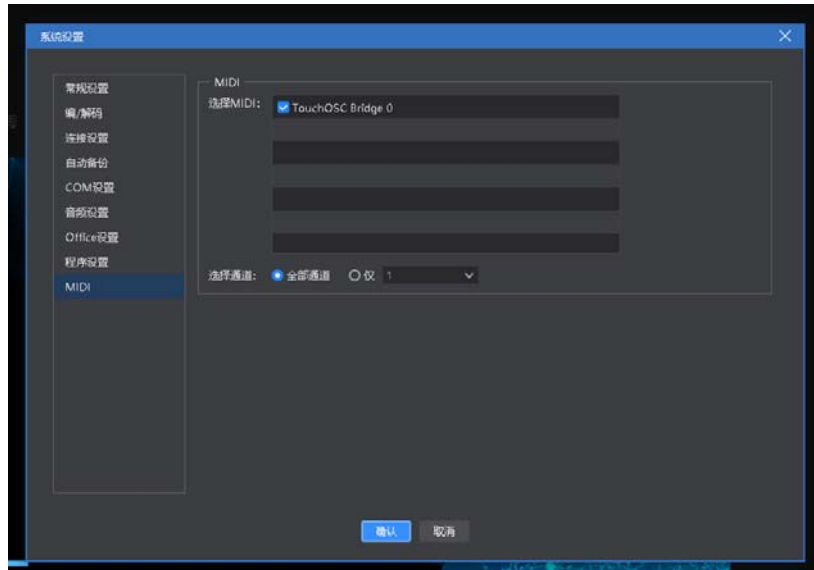 系统设置
常规设置
编/解码
连接设置
自动备份
COM设置
音频设置
Office设置
程序设置
MIDI
MIDI
选择MIDI:
TouchOSC Bridge 0
选择通道: 全部通道 仅 1
确认 取消